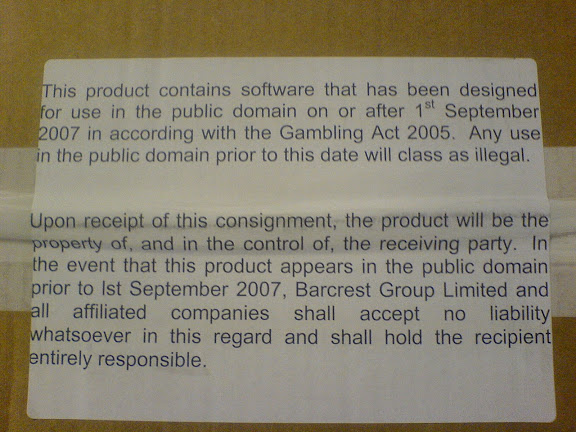 This product contains software that has been designed
for use in the public domain on or after 1st September
2007 in according with the Gambling Act 2005. Any use
in the public domain prior to this date will class as illegal.
Upon receipt of this consignment, the product will be the
property of, and in the control of, the receiving party. In
the event that this product appears in the public domain
prior to Ist September 2007, Barcrest Group Limited and
all affiliated companies shall accept no liability
whatsoever in this regard and shall hold the recipient
entirely responsible.